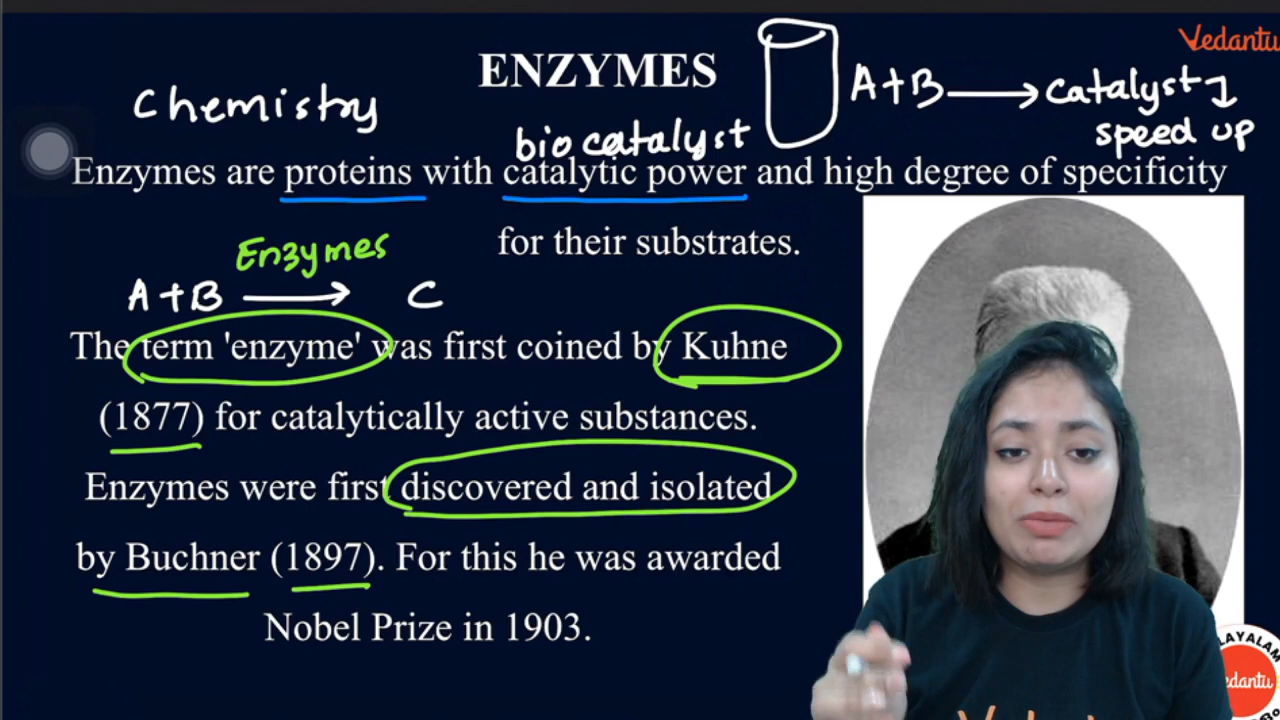 Vedantu
ENZYMES
A+B → Catalyst
speed up
Chemistry
bio catalyst
Enzymes are proteins with catalytic power and high degree of specificity
for their substrates.
Enzymes
A+B → C
The term 'enzyme' was first coined by Kuhne
(1877) for catalytically active substances.
Enzymes were first discovered and isolated
by Buchner (1897). For this he was awarded
Nobel Prize in 1903.